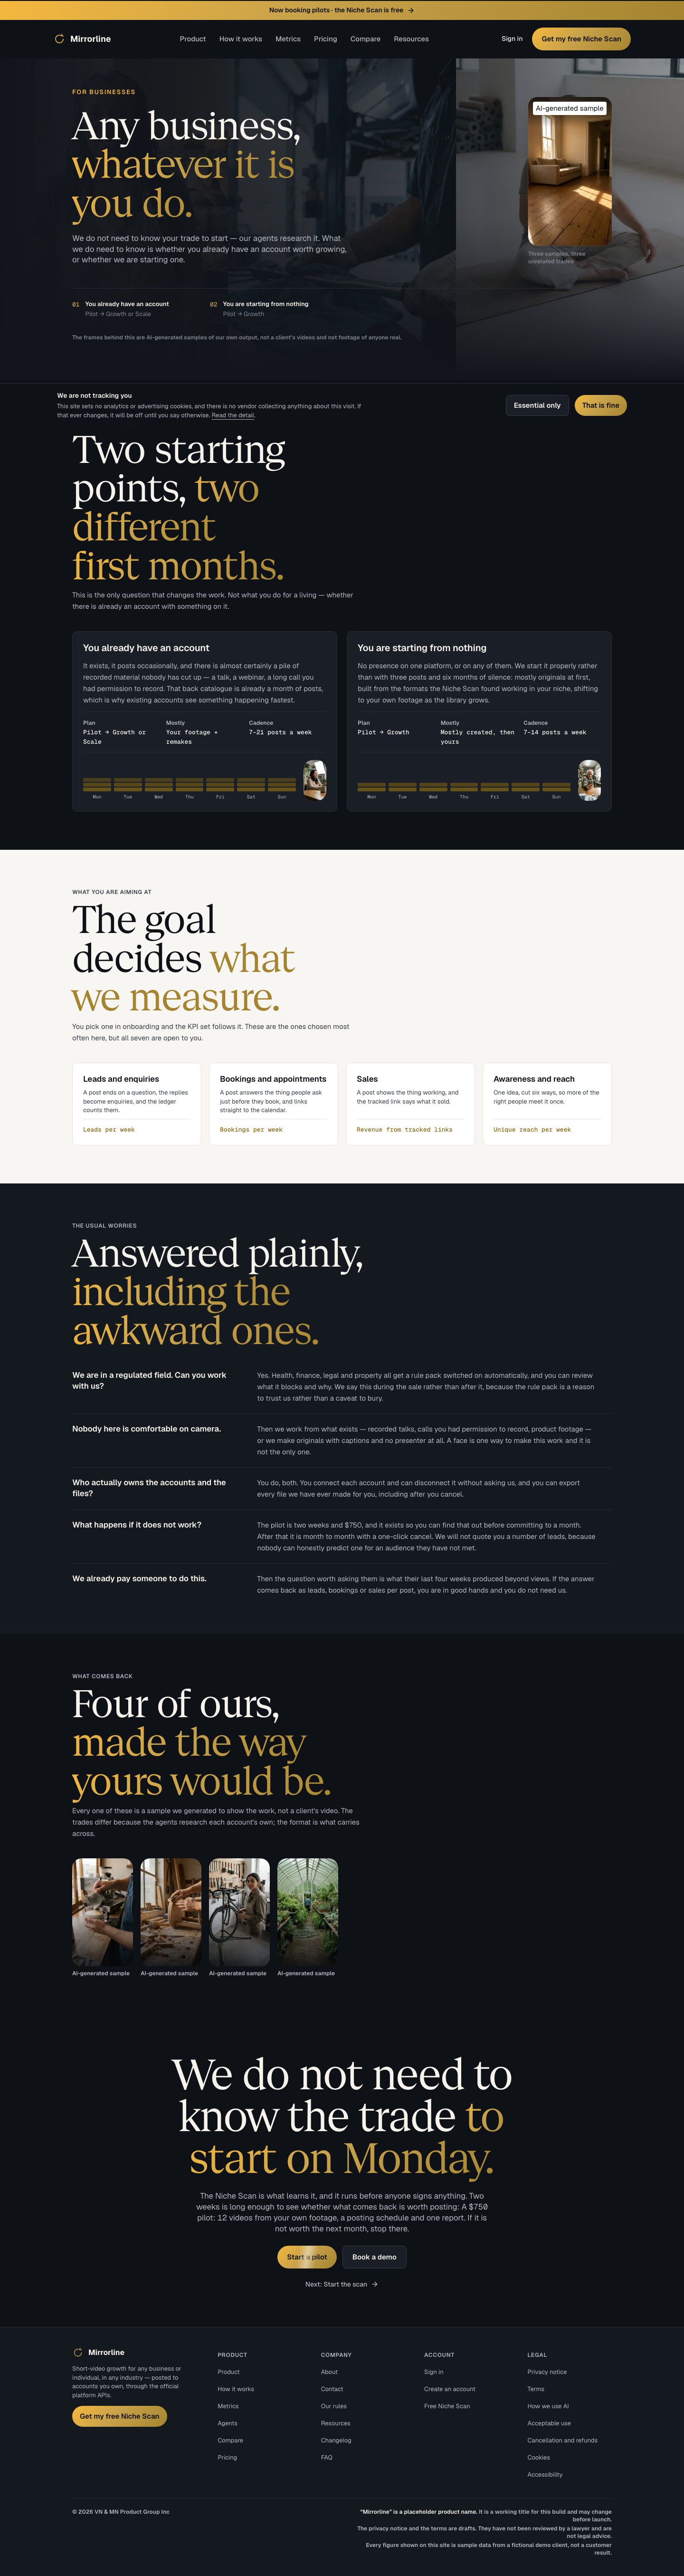 Now booking pilots · the Niche Scan is free →
Mirrorline
Product
How it works
Metrics
Pricing
Compare
Resources
Sign in
Get my free Niche Scan
FOR BUSINESSES
Any business,
whatever it is
you do.
We do not need to know your trade to start — our agents research it. What
we do need to know is whether you already have an account worth growing,
or whether we are starting one.
AI-generated sample
Three samples, three
unrelated trades
01 You already have an account
Pilot → Growth or Scale
02 You are starting from nothing
Pilot → Growth
The frames behind this are AI-generated samples of our own output, not a client's videos and not footage of anyone real.
We are not tracking you
This site sets no analytics or advertising cookies, and there is no vendor collecting anything about this visit. If
that ever changes, it will be off until you say otherwise. Read the detail.
Essential only
That is fine
Two starting
points, two
different
first months.
This is the only question that changes the work. Not what you do for a living — whether
there is already an account with something on it.
You already have an account
It exists, it posts occasionally, and there is almost certainly a pile of
recorded material nobody has cut up — a talk, a webinar, a long call you
had permission to record. That back catalogue is already a month of posts,
which is why existing accounts see something happening fastest.
Plan
Mostly
Cadence
Pilot → Growth or
Scale
Your footage +
remakes
7–21 posts a week
Mon Tue Wed Thu Fri Sat Sun
You are starting from nothing
No presence on one platform, or on any of them. We start it properly rather
than with three posts and six months of silence: mostly originals at first,
built from the formats the Niche Scan found working in your niche, shifting
to your own footage as the library grows.
Plan
Mostly
Cadence
Pilot → Growth
Mostly created, then
yours
7–14 posts a week
Mon Tue Wed Thu Fri Sat Sun
WHAT YOU ARE AIMING AT
The goal
decides what
we measure.
You pick one in onboarding and the KPI set follows it. These are the ones chosen most
often here, but all seven are open to you.
Leads and enquiries
A post ends on a question, the replies
become enquiries, and the ledger
counts them.
Leads per week
Bookings and appointments
A post answers the thing people ask
just before they book, and links
straight to the calendar.
Bookings per week
Sales
A post shows the thing working, and
the tracked link says what it sold.
Revenue from tracked links
Awareness and reach
One idea, cut six ways, so more of the
right people meet it once.
Unique reach per week
THE USUAL WORRIES
Answered plainly,
including the
awkward ones.
We are in a regulated field. Can you work
with us?
Yes. Health, finance, legal and property all get a rule pack switched on automatically, and you can review
what it blocks and why. We say this during the sale rather than after it, because the rule pack is a reason
to trust us rather than a caveat to bury.
Nobody here is comfortable on camera.
Then we work from what exists — recorded talks, calls you had permission to record, product footage —
or we make originals with captions and no presenter at all. A face is one way to make this work and it is
not the only one.
Who actually owns the accounts and the
files?
You do, both. You connect each account and can disconnect it without asking us, and you can export
every file we have ever made for you, including after you cancel.
What happens if it does not work?
The pilot is two weeks and $750, and it exists so you can find that out before committing to a month.
After that it is month to month with a one-click cancel. We will not quote you a number of leads, because
nobody can honestly predict one for an audience they have not met.
We already pay someone to do this.
Then the question worth asking them is what their last four weeks produced beyond views. If the answer
comes back as leads, bookings or sales per post, you are in good hands and you do not need us.
WHAT COMES BACK
Four of ours,
made the way
yours would be.
Every one of these is a sample we generated to show the work, not a client's video. The
trades differ because the agents research each account's own; the format is what carries
across.
AI-generated sample
AI-generated sample
AI-generated sample
AI-generated sample
We do not need to
know the trade to
start on Monday.
The Niche Scan is what learns it, and it runs before anyone signs anything. Two
weeks is long enough to see whether what comes back is worth posting: A $750
pilot: 12 videos from your own footage, a posting schedule and one report. If it is
not worth the next month, stop there.
Start a pilot
Book a demo
Next: Start the scan →
Mirrorline
Short-video growth for any business or
individual, in any industry — posted to
accounts you own, through the official
platform APIs.
Get my free Niche Scan
PRODUCT
Product
How it works
Metrics
Agents
Compare
Pricing
COMPANY
About
Contact
Our rules
Resources
Changelog
FAQ
ACCOUNT
Sign in
Create an account
Free Niche Scan
LEGAL
Privacy notice
Terms
How we use AI
Acceptable use
Cancellation and refunds
Cookies
Accessibility
© 2026 VN & MN Product Group Inc
"Mirrorline" is a placeholder product name. It is a working title for this build and may change
before launch.
The privacy notice and the terms are drafts. They have not been reviewed by a lawyer and are
not legal advice.
Every figure shown on this site is sample data from a fictional demo client, not a customer
result.